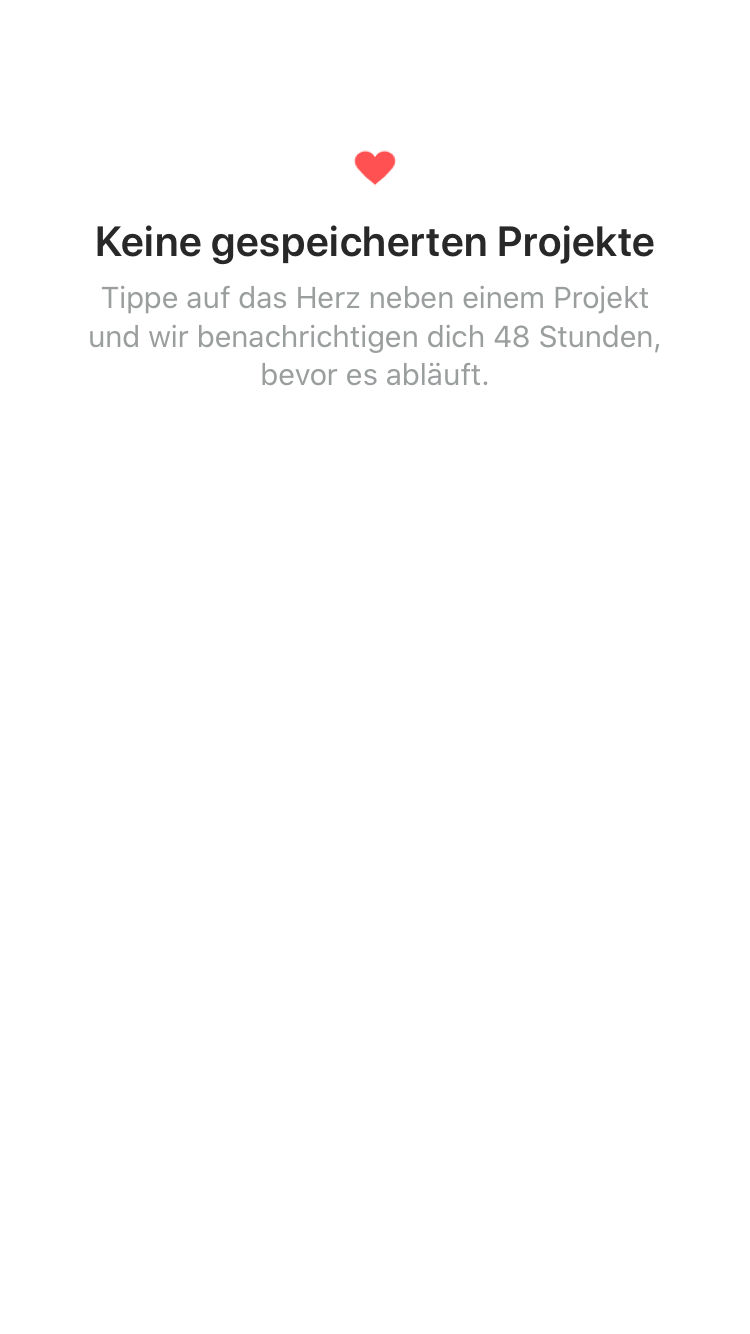 Keine gespeicherten Projekte
Tippe auf das Herz neben einem Projekt
und wir benachrichtigen dich 48 Stunden,
bevor es abläuft.